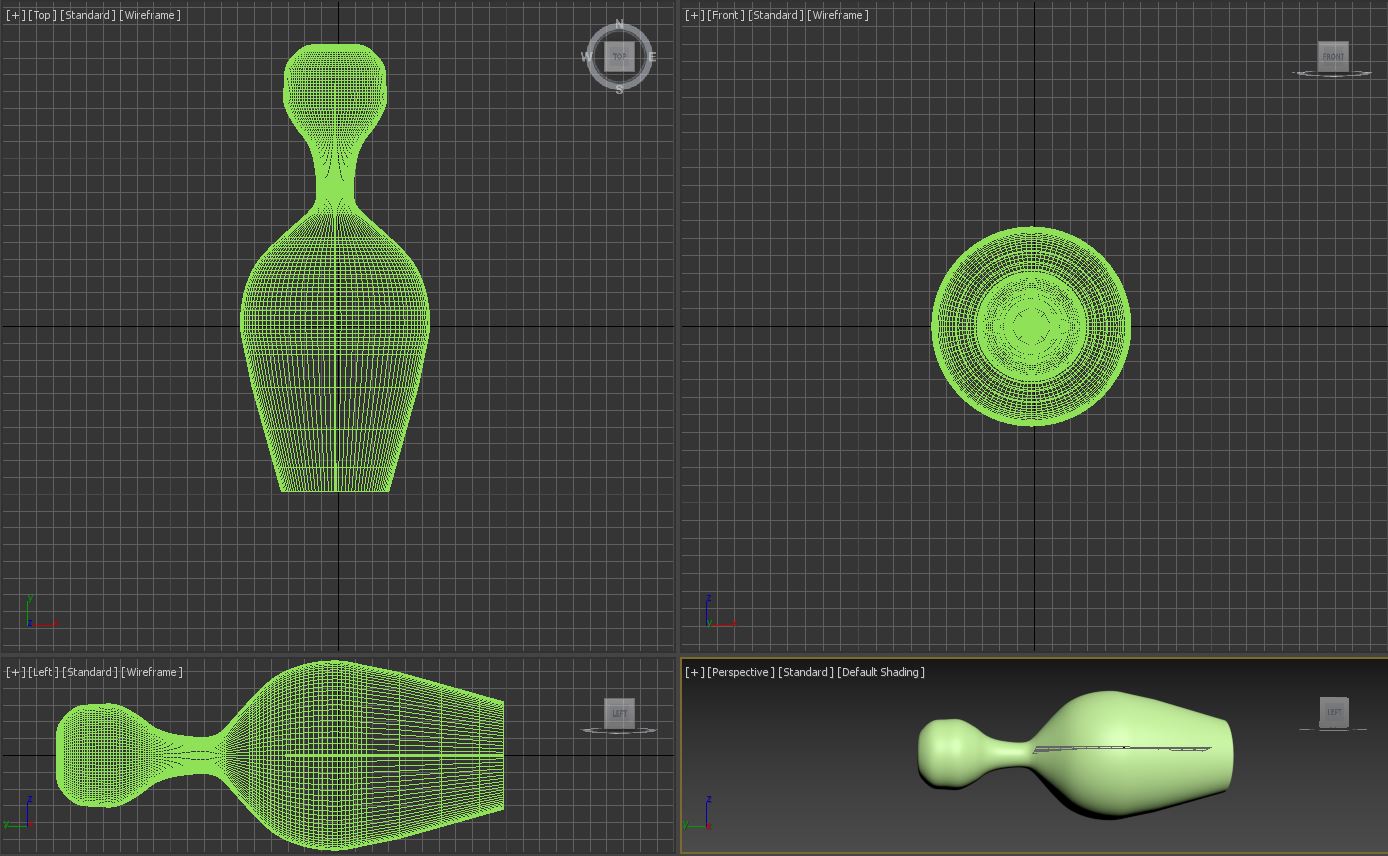 [+] [Top ] [Standard ] [Wireframe ]
N
W
TOP
E
S
y
z
x
[+] [Front ] [Standard ] [Wireframe ]
FRONT
z
y
x
[+] [Left ] [Standard ] [Wireframe ]
LEFT
z
y
x
[+] [Perspective ] [Standard ] [Default Shading ]
LEFT
z
y
x